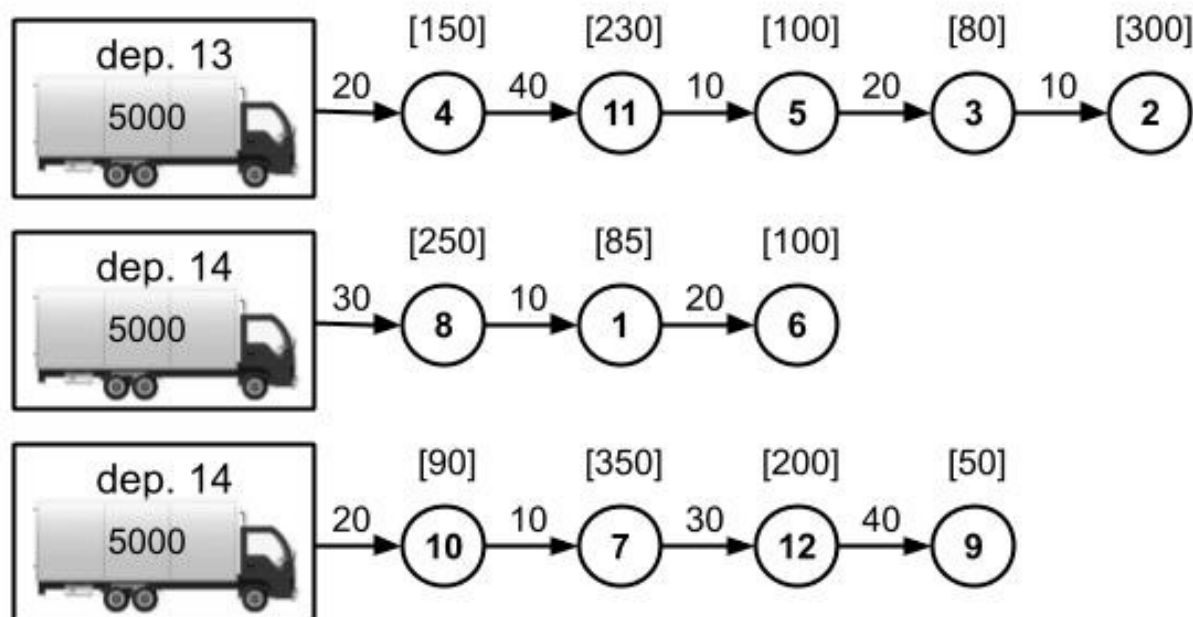 [150] [230] [100] [80] [300]
dep. 13
5000
20 4 40 11 10 5 20 3 10 2
[250] [85] [100]
dep. 14
5000
30 8 10 1 20 6
[90] [350] [200] [50]
dep. 14
5000
20 10 10 7 30 12 40 9